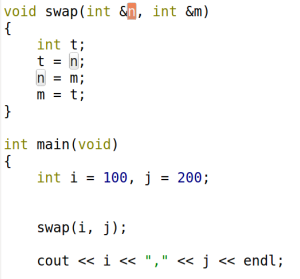 void swap(int &n, int &m)
{
    int t;
    t = n;
    n = m;
    m = t;
}

int main(void)
{
    int i = 100, j = 200;


    swap(i, j);

    cout << i << "," << j << endl;